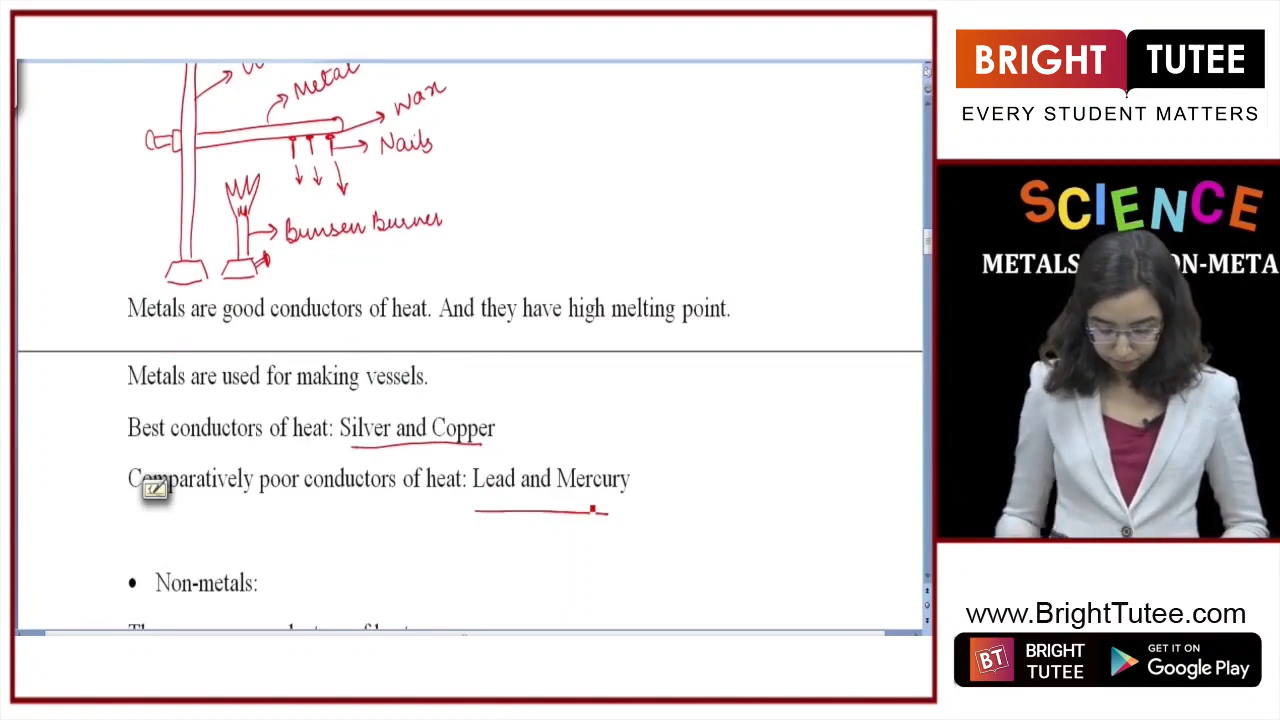 Metal
Wax
Nails
Bunsen Burner
Metals are good conductors of heat. And they have high melting point.
Metals are used for making vessels.
Best conductors of heat: Silver and Copper
Comparatively poor conductors of heat: Lead and Mercury
• Non-metals:
BRIGHT TUTEE
EVERY STUDENT MATTERS
SCIENCE
METALS ON-META
www.BrightTutee.com
BT BRIGHT TUTEE
GET IT ON
Google Play